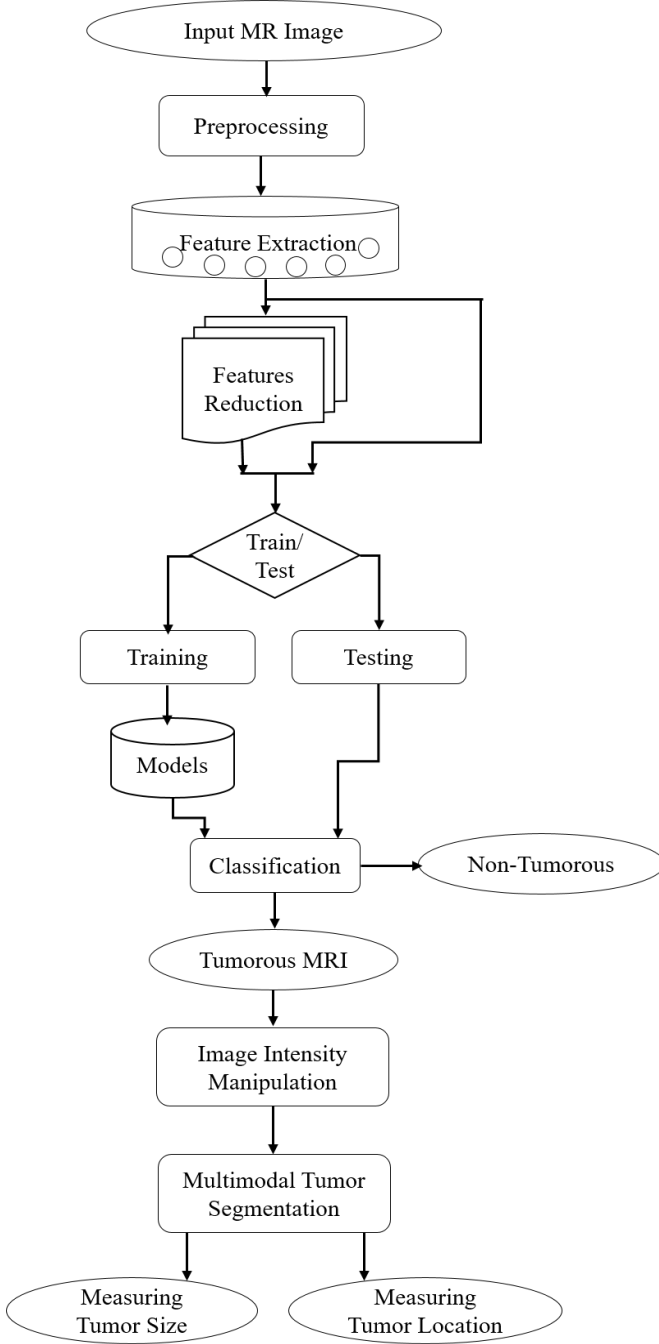 Input MR Image
Preprocessing
Feature Extraction
Features
Reduction
Train/
Test
Training
Testing
Models
Classification
Non-Tumorous
Tumorous MRI
Image Intensity
Manipulation
Multimodal Tumor
Segmentation
Measuring
Tumor Size
Measuring
Tumor Location